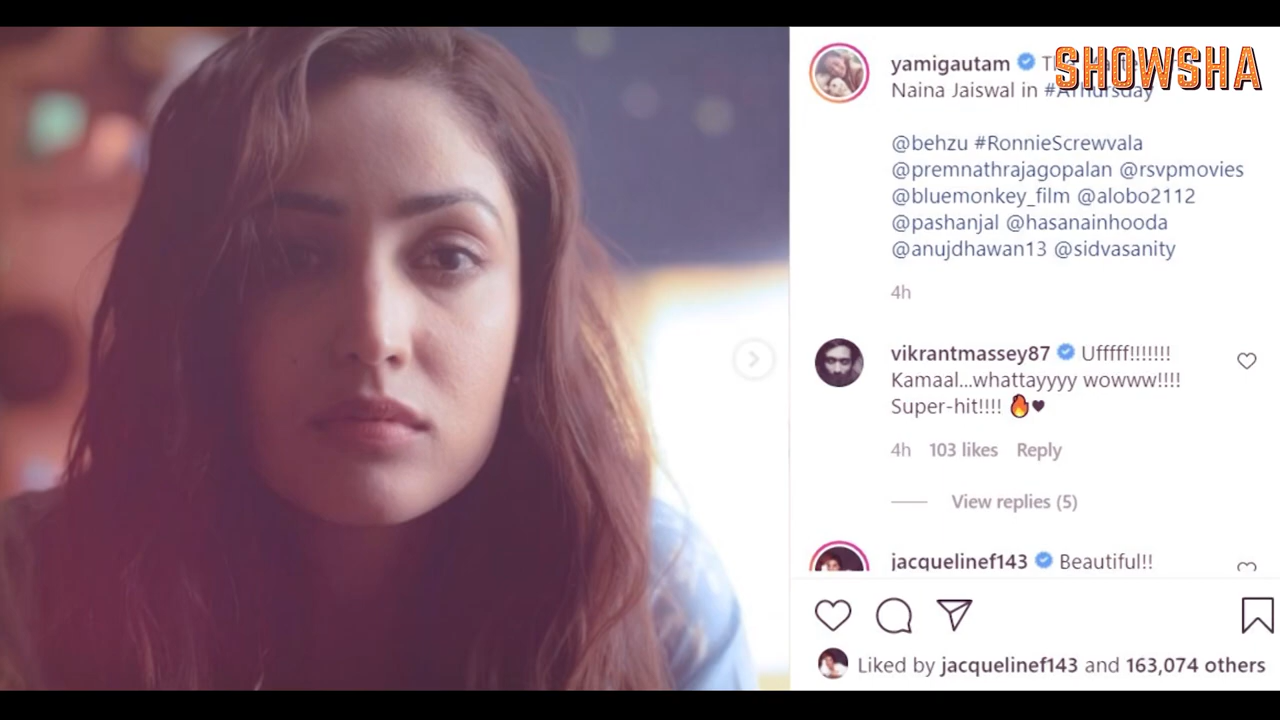 SHOWSHA
yamigautam
Naina Jaiswal in #AThursday
@behzu #RonnieScrewvala
@premnathrajagopalan @rsvpmovies
@bluemonkey_film @alobo2112
@pashanjal @hasanainhooda
@anujdhawan13 @sidvasanity
4h
vikrantmassey87 Ufffff!!!!!!!
Kamaal...whattayyyy wowww!!!!
Super-hit!!!! 🔥🖤
4h 103 likes Reply
View replies (5)
jacquelinef143 Beautiful!!
Liked by jacquelinef143 and 163,074 others